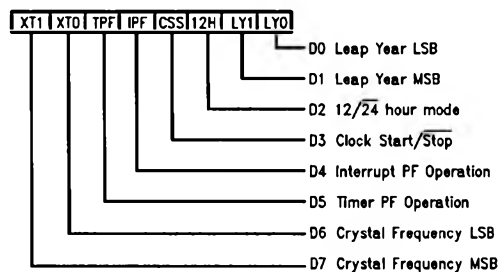 XT1 XT0 TPF IPF CSS 12H LY1 LY0
D0 Leap Year LSB
D1 Leap Year MSB
D2 12/2̅4̅ hour mode
D3 Clock Start/S̅t̅o̅p̅
D4 Interrupt PF Operation
D5 Timer PF Operation
D6 Crystal Frequency LSB
D7 Crystal Frequency MSB